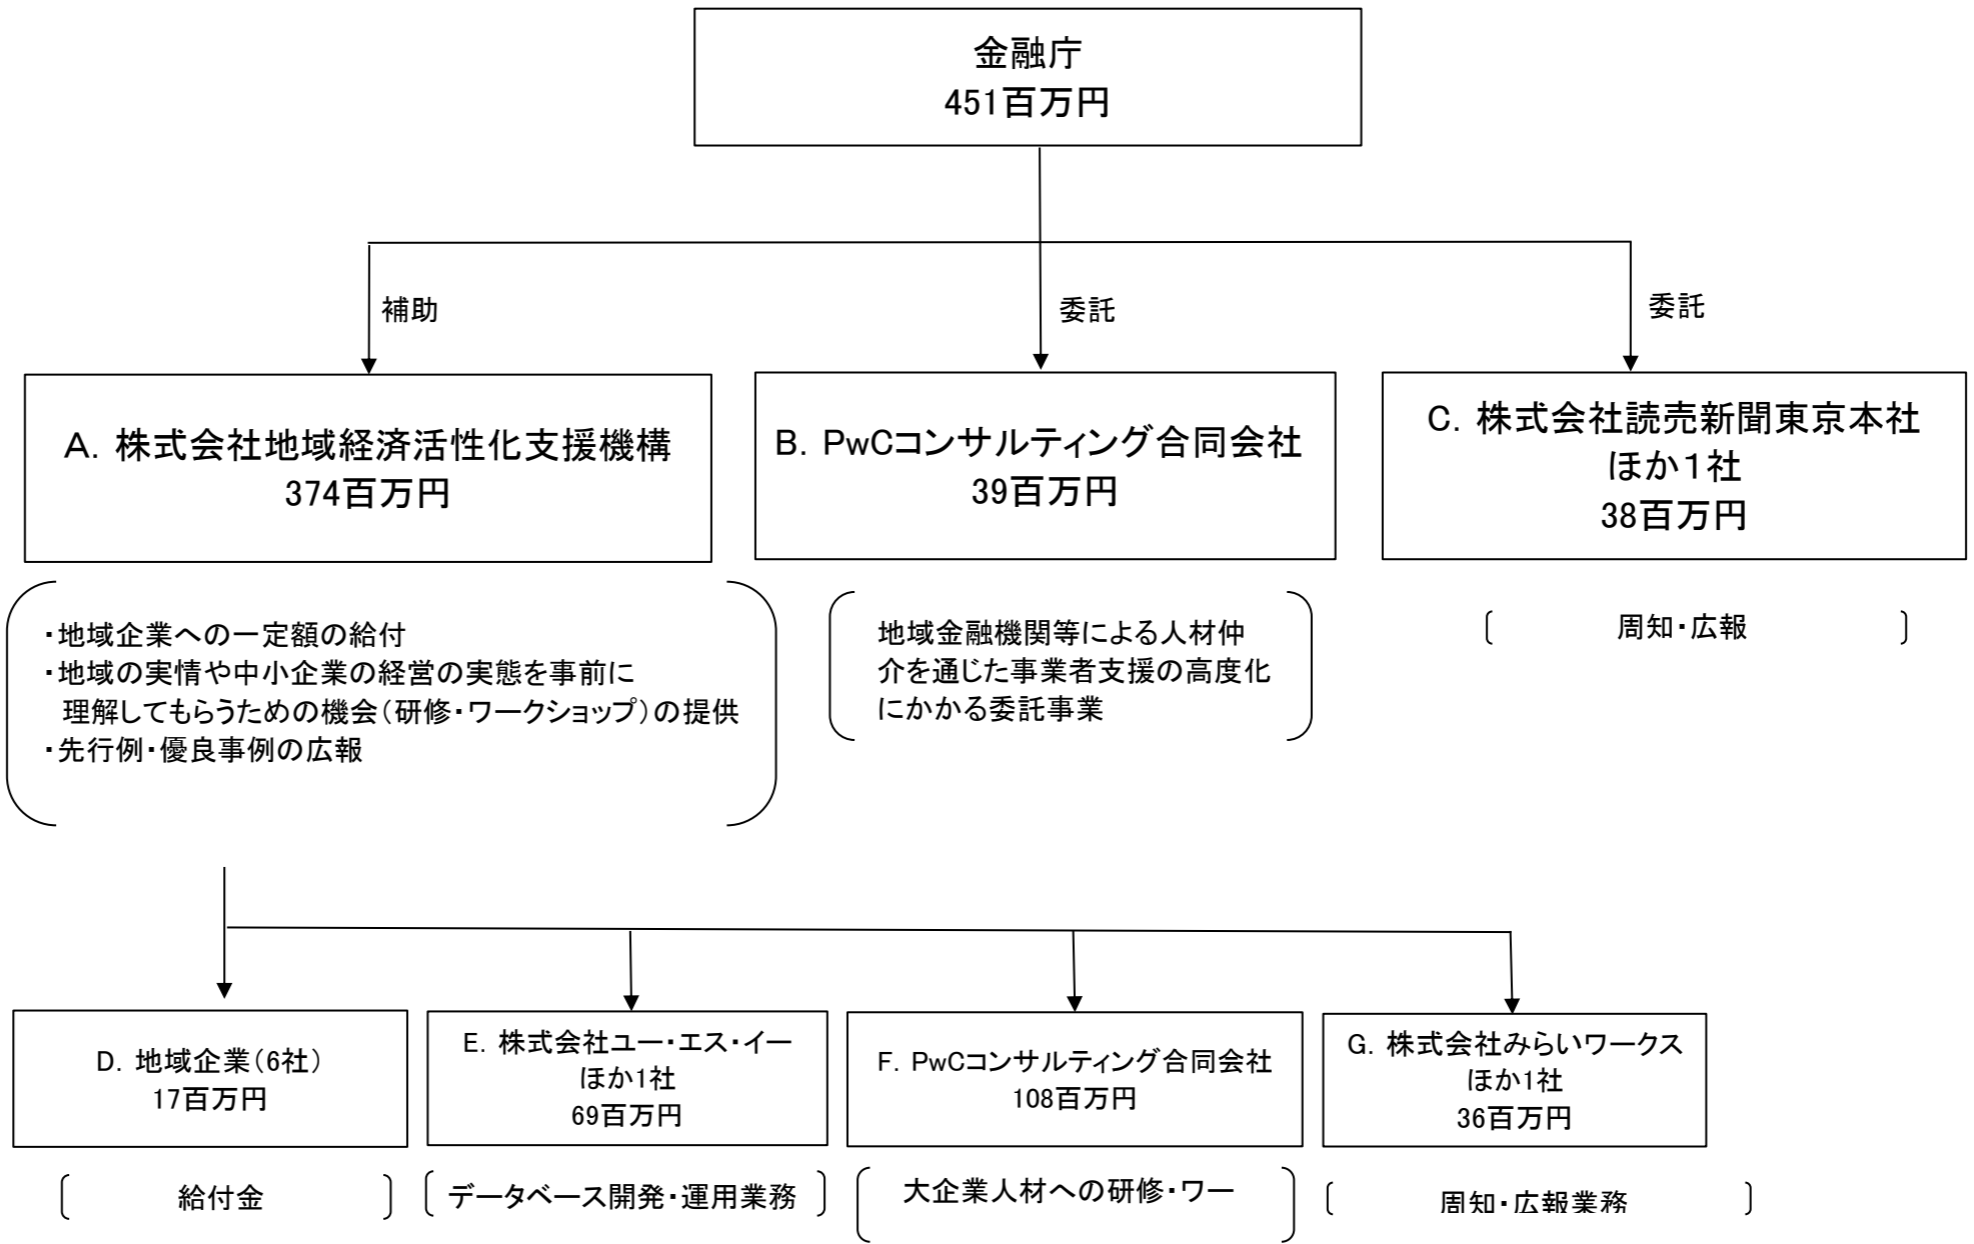 金融庁
451百万円
補助
委託
委託
A. 株式会社地域経済活性化支援機構
374百万円
B. PwCコンサルティング合同会社
39百万円
C. 株式会社読売新聞東京本社
ほか１社
38百万円
・地域企業への一定額の給付
・地域の実情や中小企業の経営の実態を事前に
理解してもらうための機会（研修・ワークショップ）の提供
・先行例・優良事例の広報
地域金融機関等による人材仲
介を通じた事業者支援の高度化
にかかる委託事業
周知・広報
D. 地域企業（6社）
17百万円
E. 株式会社ユー・エス・イー
ほか1社
69百万円
F. PwCコンサルティング合同会社
108百万円
G. 株式会社みらいワークス
ほか1社
36百万円
給付金
データベース開発・運用業務
大企業人材への研修・ワー
周知・広報業務